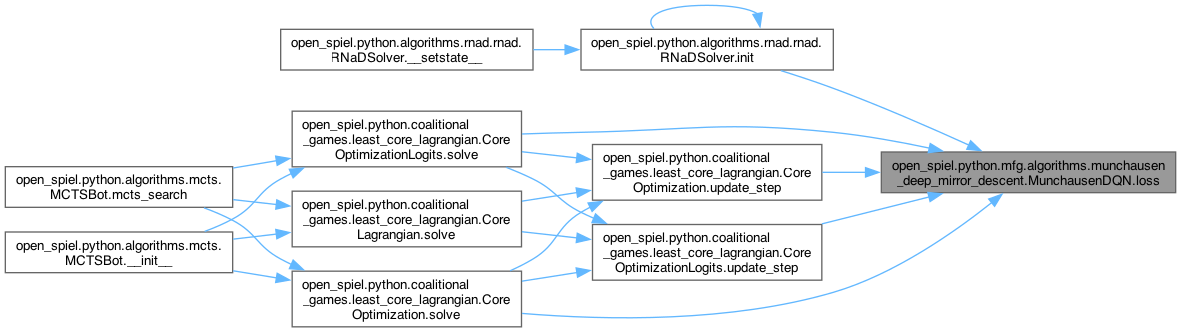 open_spiel.python.algorithms.rnad.rnad.
RNaDSolver.__setstate__
open_spiel.python.algorithms.rnad.rnad.
RNaDSolver.init
open_spiel.python.coalitional
_games.least_core_lagrangian.Core
OptimizationLogits.solve
open_spiel.python.coalitional
_games.least_core_lagrangian.Core
Optimization.update_step
open_spiel.python.mfg.algorithms.munchausen
_deep_mirror_descent.MunchausenDQN.loss
open_spiel.python.algorithms.mcts.
MCTSBot.mcts_search
open_spiel.python.coalitional
_games.least_core_lagrangian.Core
Lagrangian.solve
open_spiel.python.algorithms.mcts.
MCTSBot.__init__
open_spiel.python.coalitional
_games.least_core_lagrangian.Core
OptimizationLogits.update_step
open_spiel.python.coalitional
_games.least_core_lagrangian.Core
Optimization.solve